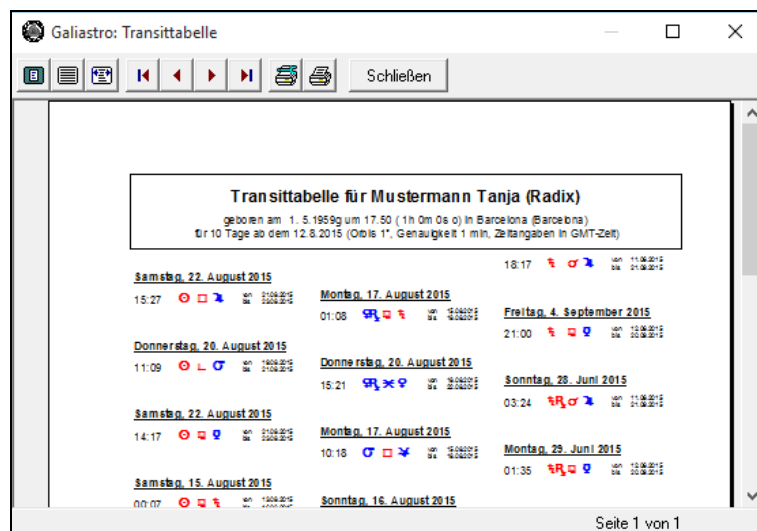 Galiastro: Transittabelle
Schließen
Transittabelle für Mustermann Tanja (Radix)
geboren am 1. 5.1959g um 17.50 ( 1h 0m 0s o) in Barcelona (Barcelona)
für 10 Tage ab dem 12.8.2015 (Orbis 1°, Genauigkeit 1 min, Zeitangaben in GMT-Zeit)
Samstag, 22. August 2015
15:27
Donnerstag, 20. August 2015
11:09
Samstag, 22. August 2015
14:17
Samstag, 15. August 2015
00:07
Montag, 17. August 2015
01:08
Donnerstag, 20. August 2015
15:21
Montag, 17. August 2015
10:18
Sonntag, 16. August 2015
18:17
Freitag, 4. September 2015
21:00
Sonntag, 28. Juni 2015
03:24
Montag, 29. Juni 2015
01:35
Seite 1 von 1